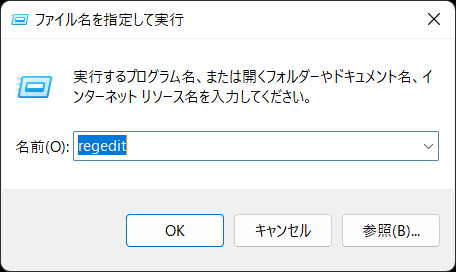 ファイル名を指定して実行
実行するプログラム名、または開くフォルダーやドキュメント名、イ
ンターネット リソース名を入力してください。
名前(O): regedit
OK キャンセル 参照(B)...